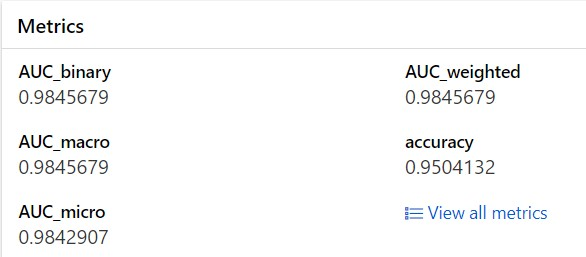 Metrics
AUC_binary
0.9845679
AUC_weighted
0.9845679
AUC_macro
0.9845679
accuracy
0.9504132
AUC_micro
0.9842907
View all metrics